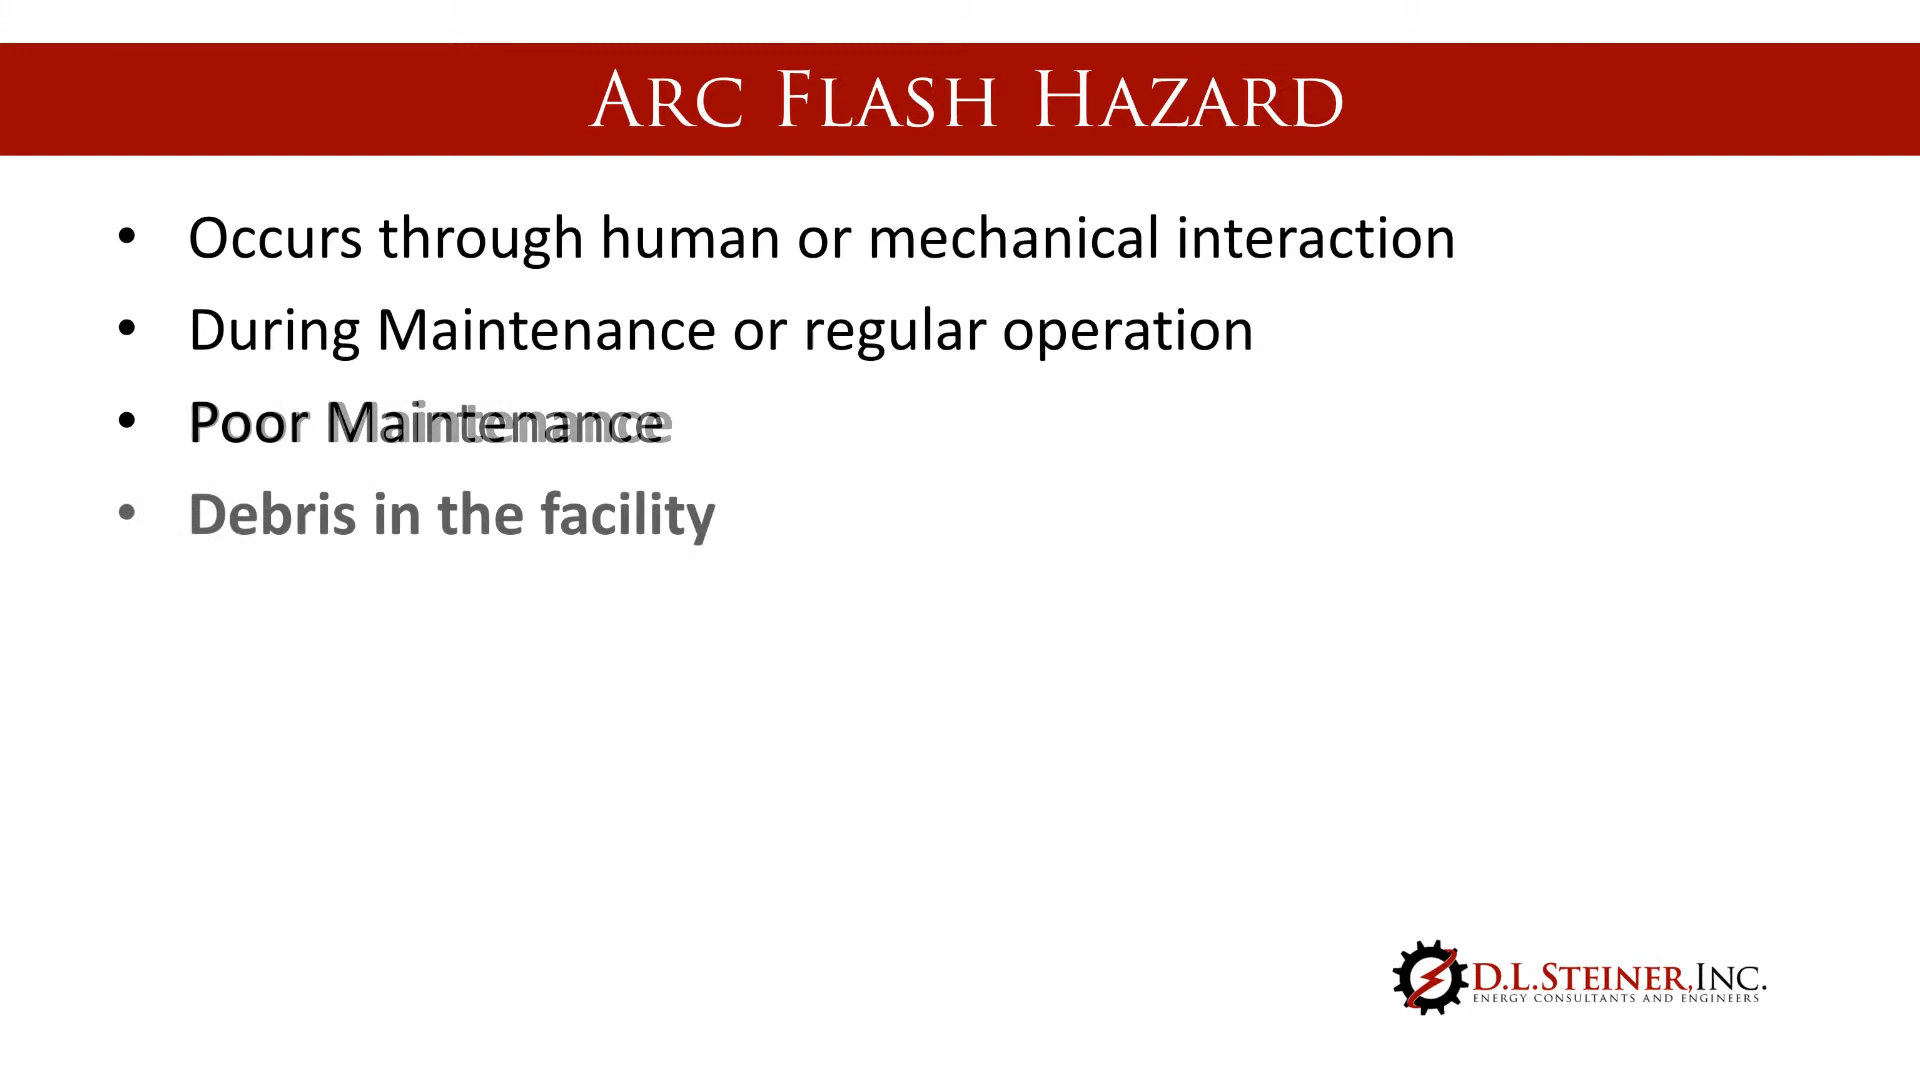 Arc Flash Hazard
• Occurs through human or mechanical interaction
• During Maintenance or regular operation
• Poor Maintenance
• Debris in the facility
D.L.Steiner,Inc.
ENERGY CONSULTANTS AND ENGINEERS